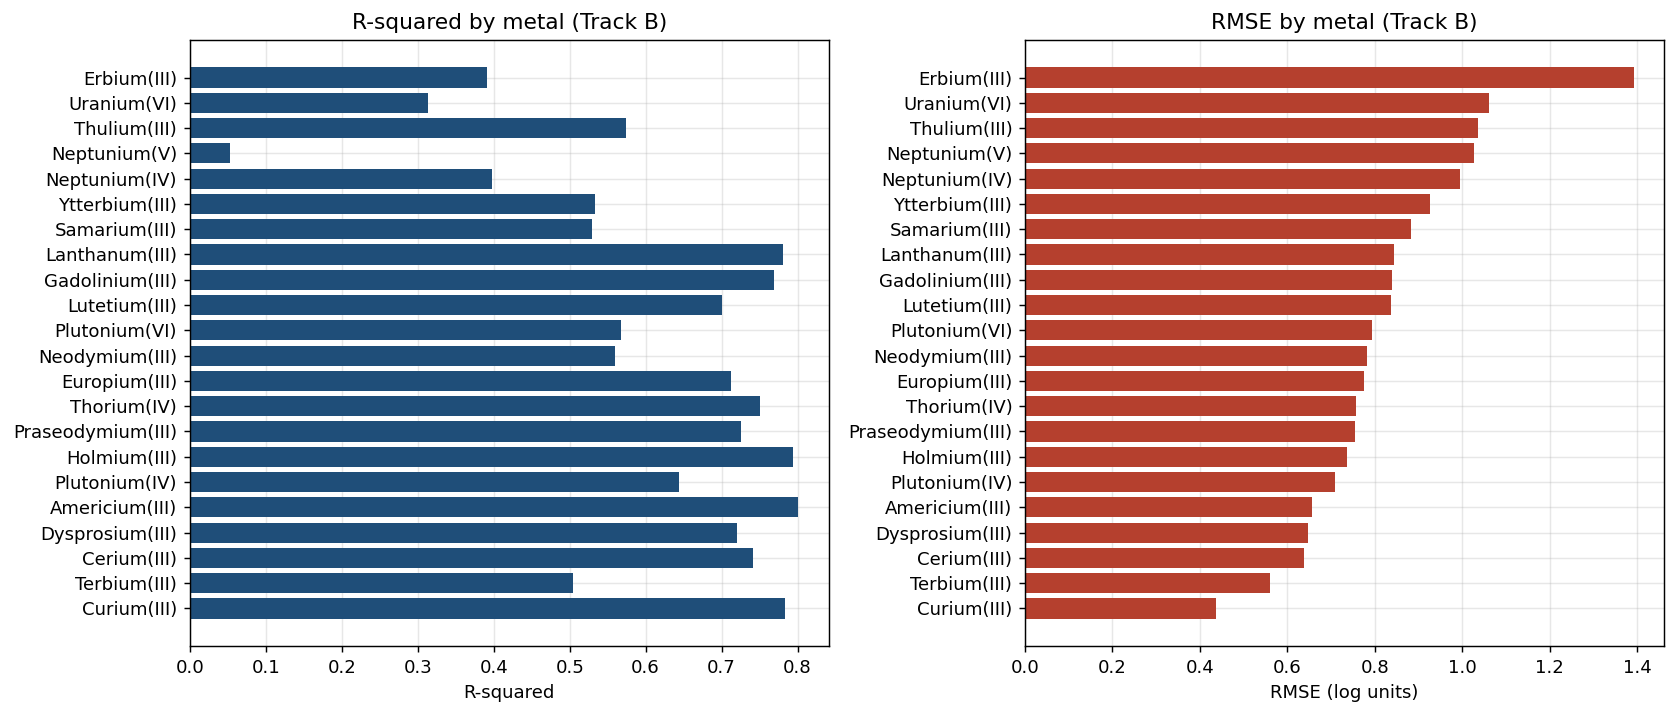 R-squared by metal (Track B)
Erbium(III)
Uranium(VI)
Thulium(III)
Neptunium(V)
Neptunium(IV)
Ytterbium(III)
Samarium(III)
Lanthanum(III)
Gadolinium(III)
Lutetium(III)
Plutonium(VI)
Neodymium(III)
Europium(III)
Thorium(IV)
Praseodymium(III)
Holmium(III)
Plutonium(IV)
Americium(III)
Dysprosium(III)
Cerium(III)
Terbium(III)
Curium(III)
0.0 0.1 0.2 0.3 0.4 0.5 0.6 0.7 0.8
R-squared
RMSE by metal (Track B)
Erbium(III)
Uranium(VI)
Thulium(III)
Neptunium(V)
Neptunium(IV)
Ytterbium(III)
Samarium(III)
Lanthanum(III)
Gadolinium(III)
Lutetium(III)
Plutonium(VI)
Neodymium(III)
Europium(III)
Thorium(IV)
Praseodymium(III)
Holmium(III)
Plutonium(IV)
Americium(III)
Dysprosium(III)
Cerium(III)
Terbium(III)
Curium(III)
0.0 0.2 0.4 0.6 0.8 1.0 1.2 1.4
RMSE (log units)